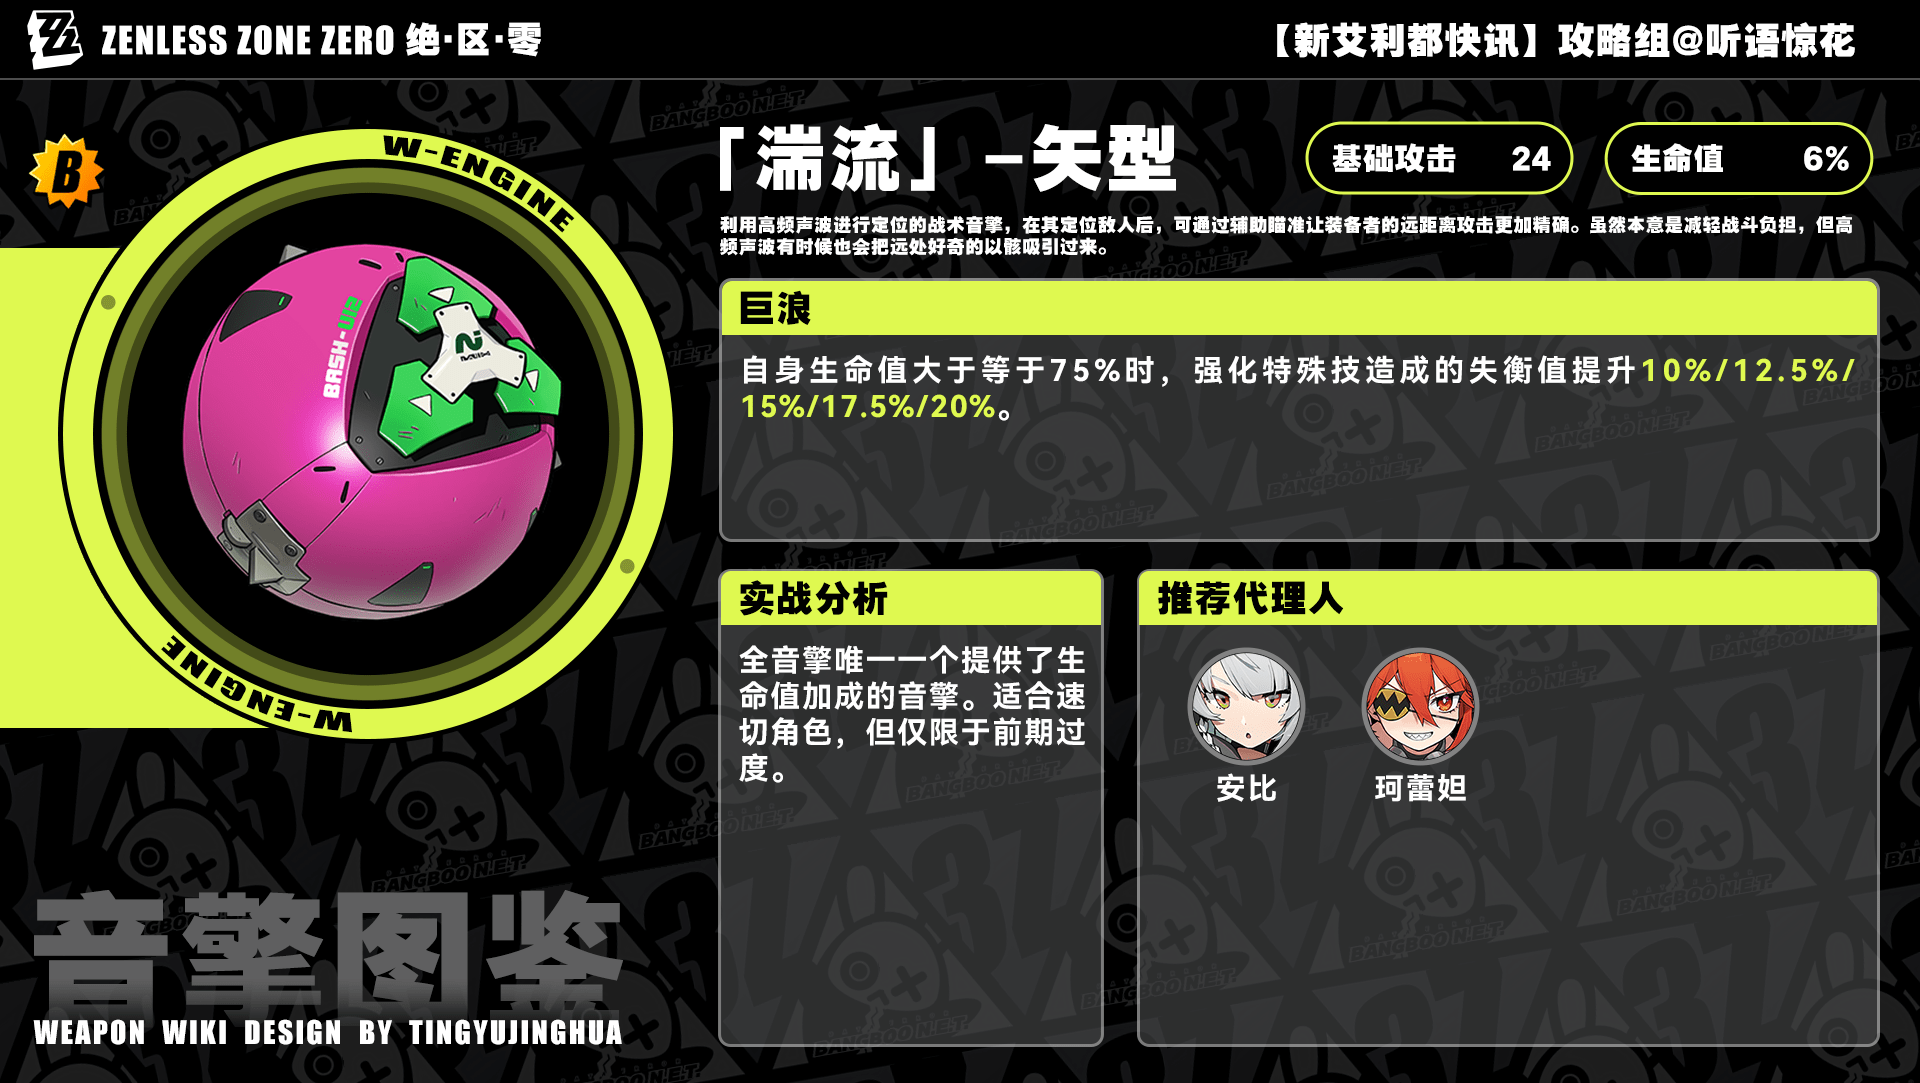 ZENLESS ZONE ZERO 绝·区·零
【新艾利都快讯】攻略组@听语惊花
B
W-ENGINE
BASH-U12
W-ENGINE
「湍流」-矢型
基础攻击 24
生命值 6%
利用高频声波进行定位的战术音擎，在其定位敌人后，可通过辅助瞄准让装备者的远距离攻击更加精确。虽然本意是减轻战斗负担，但高
频声波有时候也会把远处好奇的以骸吸引过来。
巨浪
自身生命值大于等于75%时，强化特殊技造成的失衡值提升10%/12.5%/
15%/17.5%/20%。
实战分析
全音擎唯一一个提供了生
命值加成的音擎。适合速
切角色，但仅限于前期过
度。
推荐代理人
安比
珂蕾妲
音擎图鉴
WEAPON WIKI DESIGN BY TINGYUJINGHUA
BANGBOO N.E.T.